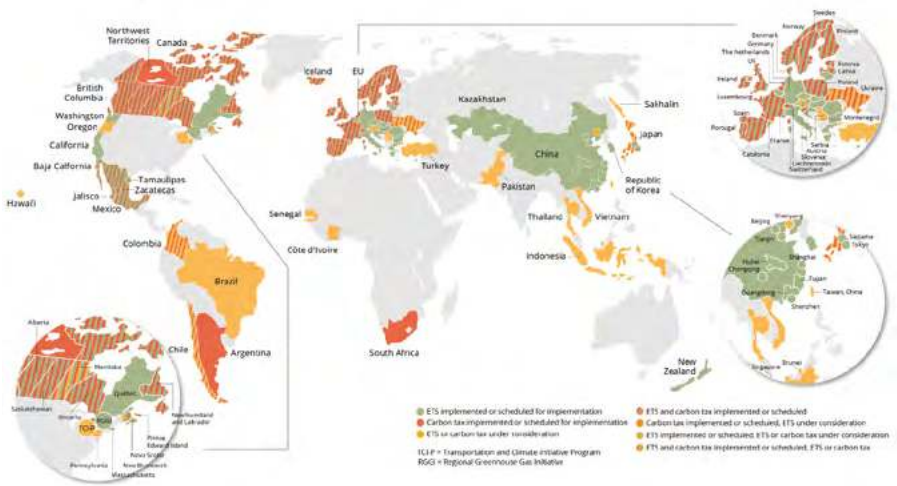 Northwest
Territories
Canada
British
Columbia
Washington
Oregon
California
Baja California
Hawai'i
Jalisco
Mexico
Tamaulipas
Zacatecas
Colombia
Brazil
Chile
Argentina
Iceland
EU
Kazakhstan
China
Turkey
Pakistan
Senegal
Côte d'Ivoire
South Africa
Thailand
Vietnam
Indonesia
Sakhalin
Japan
Republic
of Korea
New
Zealand
Sweden
Norway
Finland
Denmark
Germany
The Netherlands
UK
Ireland
Luxembourg
Spain
Portugal
Catalonia
France
Estonia
Latvia
Poland
Ukraine
Montenegro
Serbia
Austria
Slovenia
Liechtenstein
Switzerland
Beijing
Shenyang
Tianjin
Saitama
Tokyo
Hubei
Chongqing
Shanghai
Fujian
Guangdong
Taiwan, China
Shenzhen
Singapore
Brunei
Alberta
Manitoba
Québec
Saskatchewan
Ontario
TCI-P
RGGI
Newfoundland
and Labrador
Prince
Edward Island
Nova Scotia
New Brunswick
Massachusetts
Pennsylvania
ETS implemented or scheduled for implementation
Carbon tax implemented or scheduled for implementation
ETS or carbon tax under consideration
TCI-P = Transportation and Climate Initiative Program
RGGI = Regional Greenhouse Gas Initiative
ETS and carbon tax implemented or scheduled
Carbon tax implemented or scheduled, ETS under consideration
ETS implemented or scheduled, ETS or carbon tax under consideration
ETS and carbon tax implemented or scheduled, ETS or carbon tax